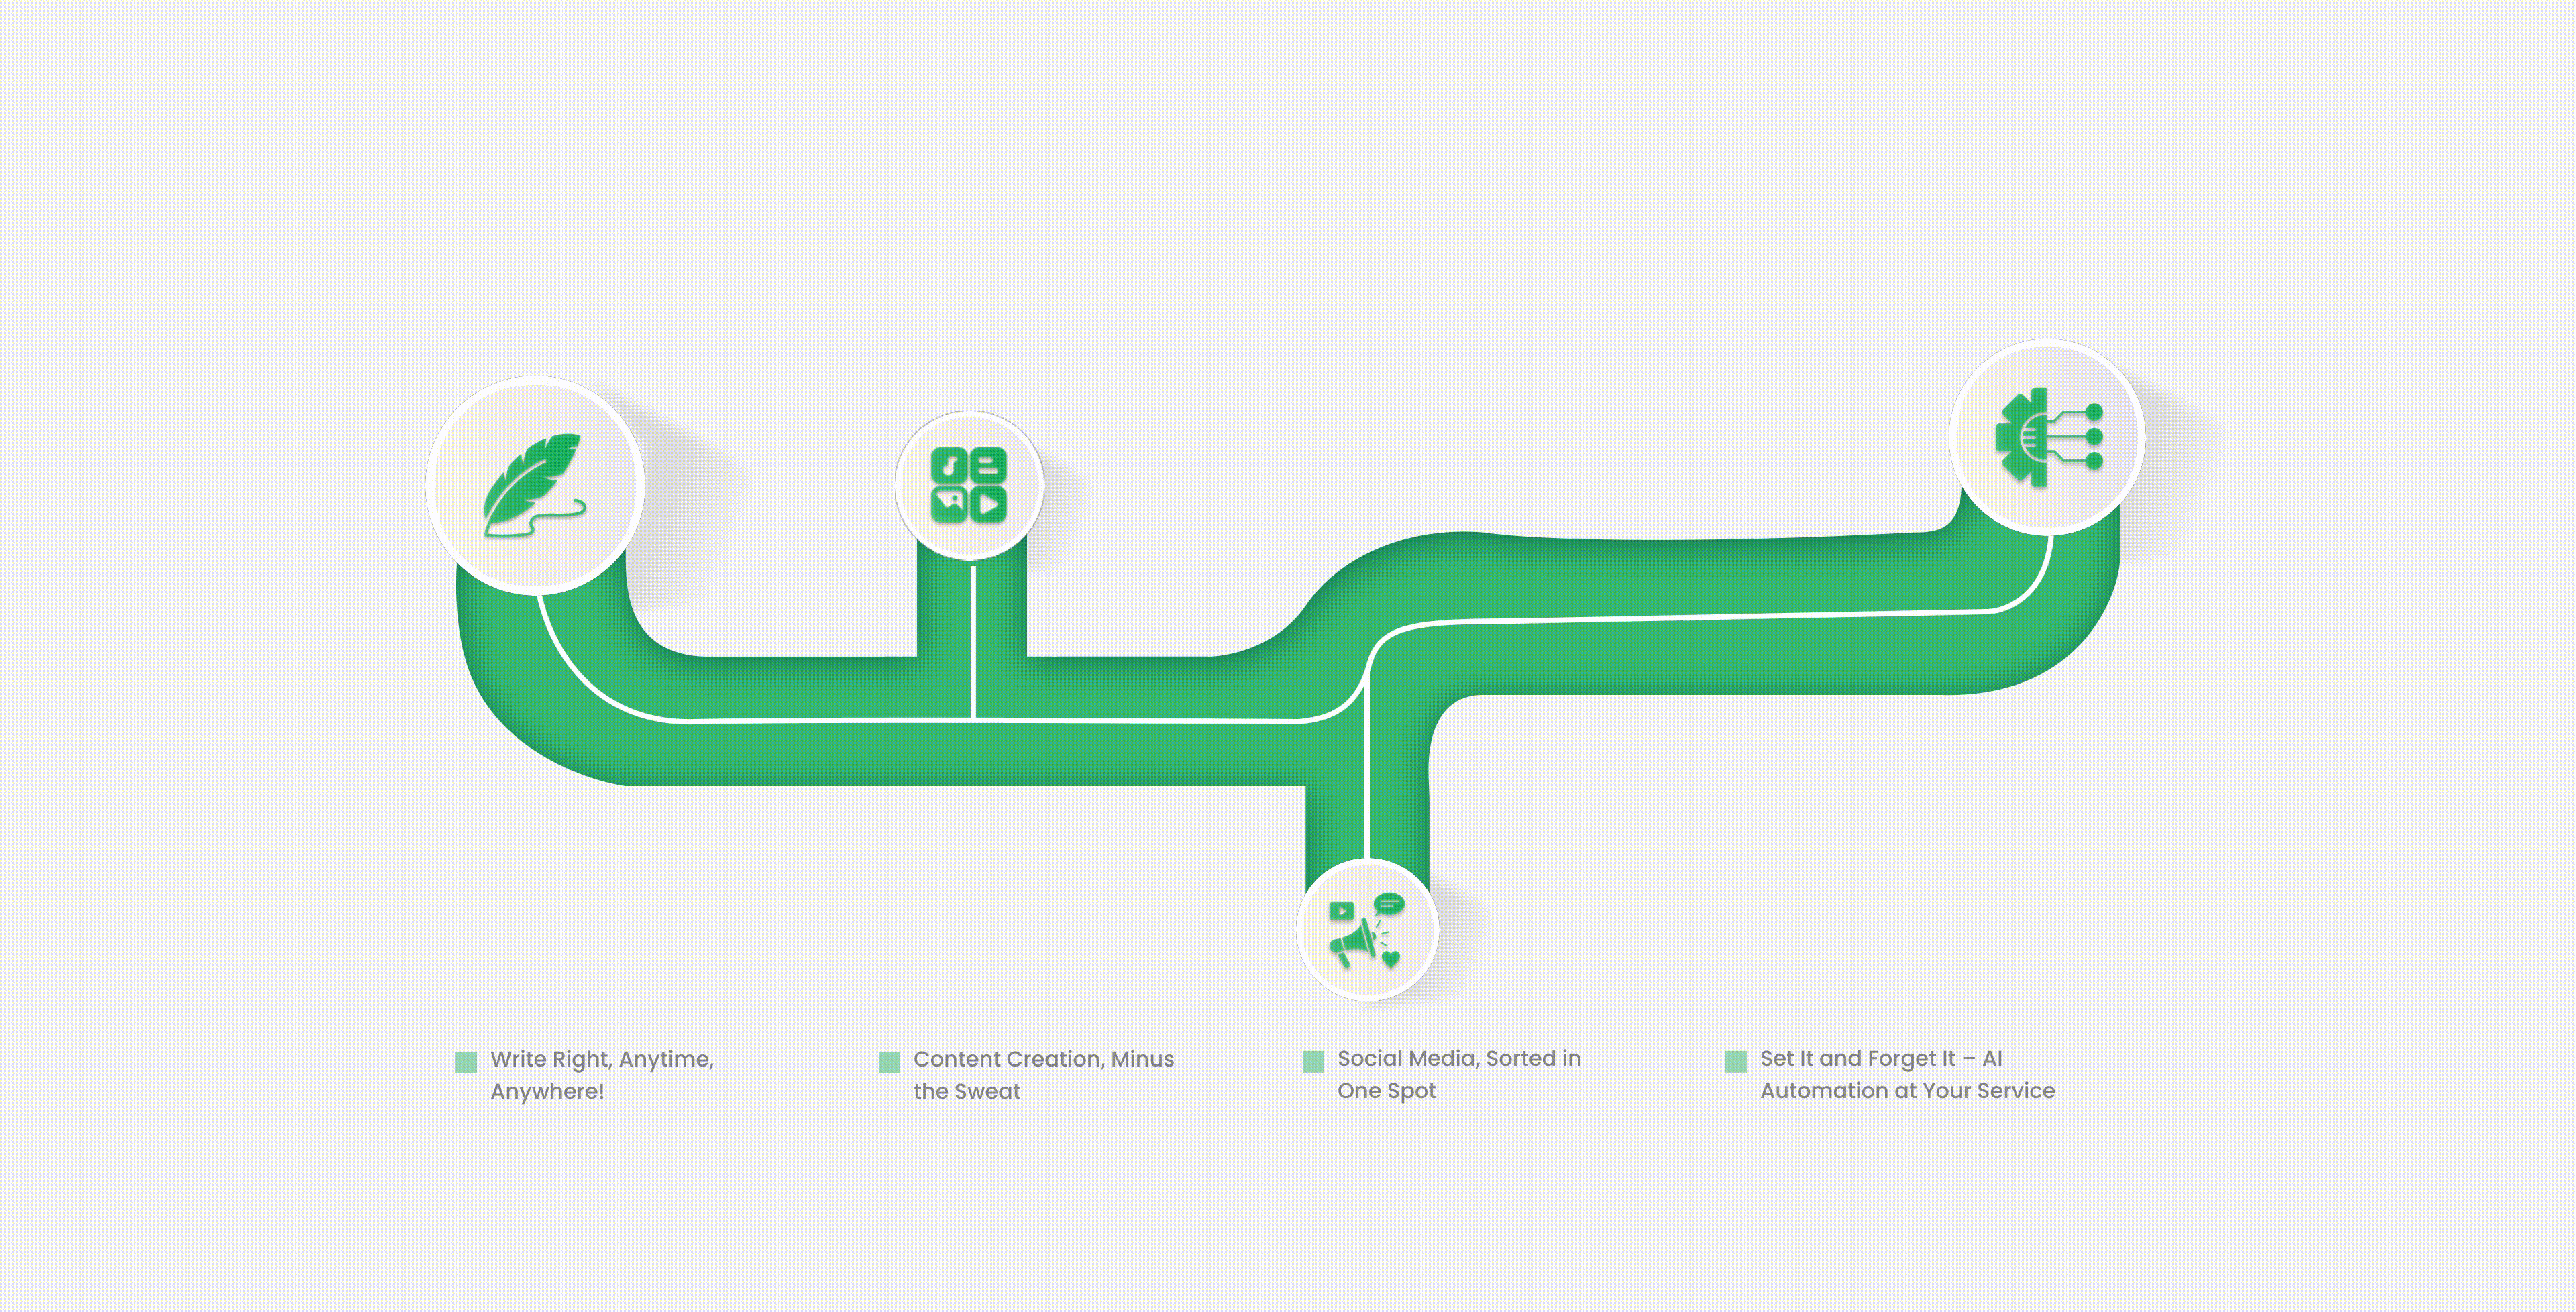 Write Right, Anytime,
Anywhere!
Content Creation, Minus
the Sweat
Social Media, Sorted in
One Spot
Set It and Forget It – AI
Automation at Your Service